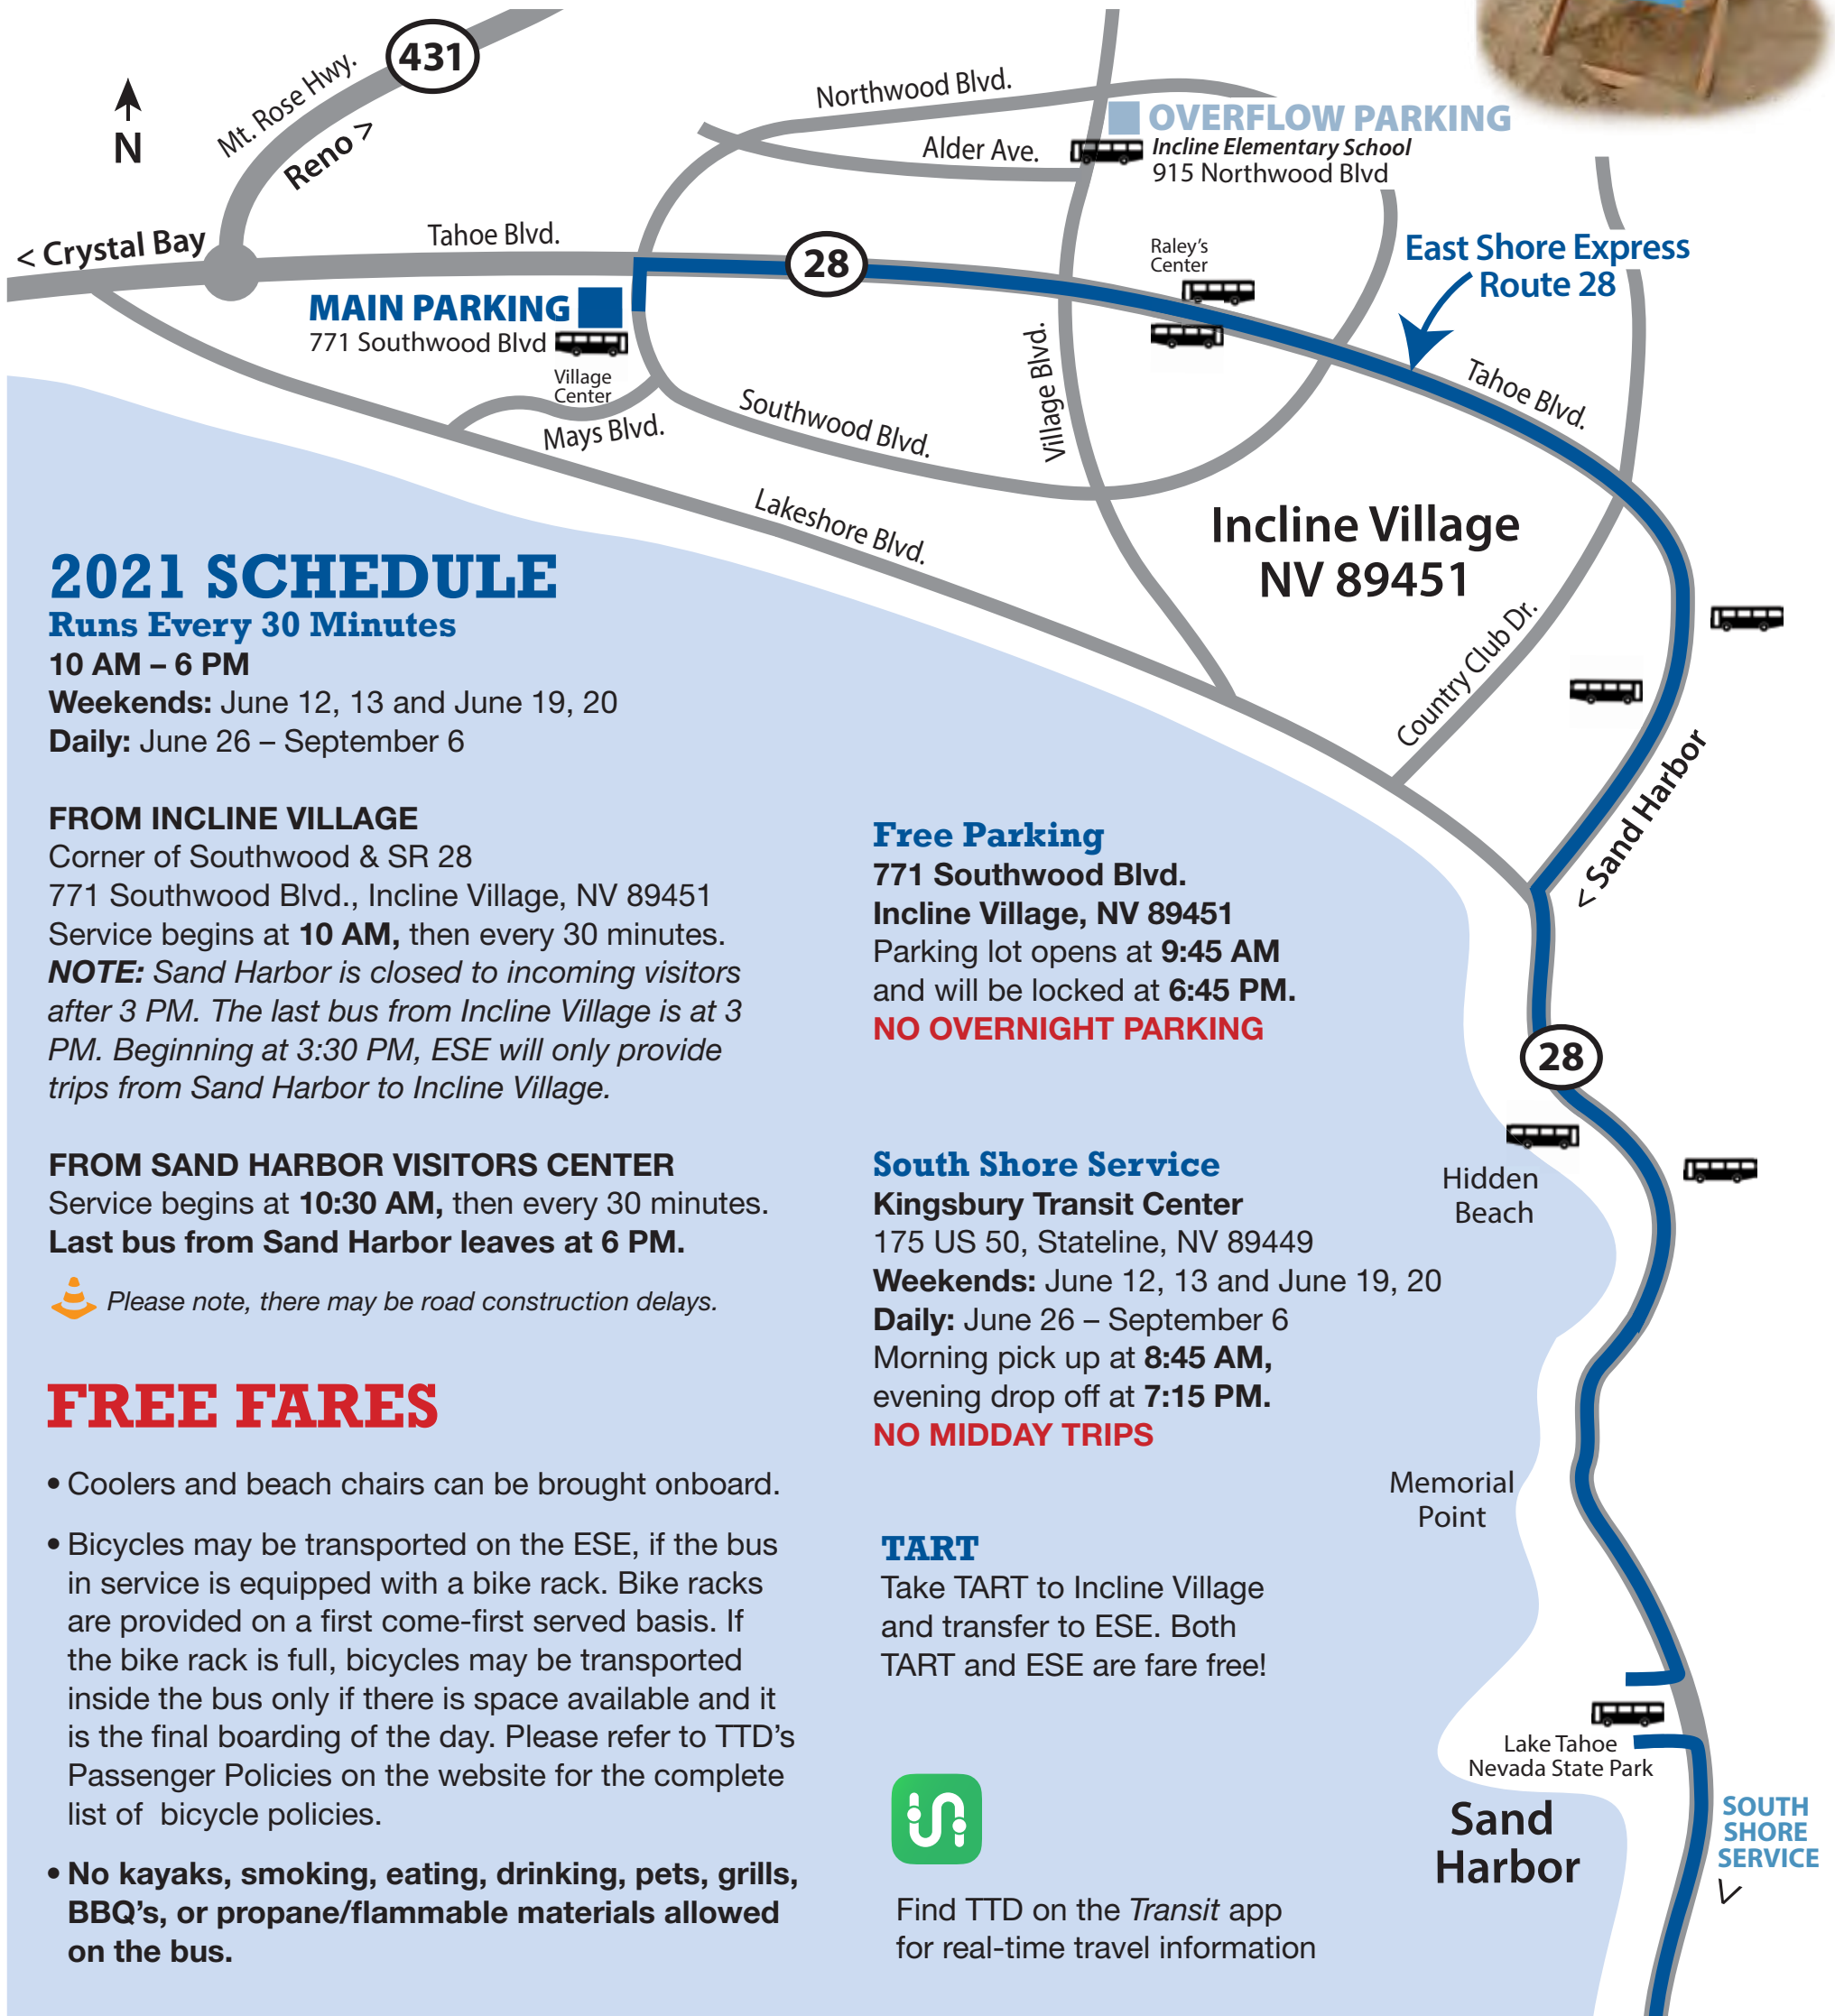 431
Mt. Rose Hwy.
Reno >
N
Northwood Blvd.
OVERFLOW PARKING
Alder Ave.
Incline Elementary School
915 Northwood Blvd
< Crystal Bay
Tahoe Blvd.
28
Raley's
Center
East Shore Express
Route 28
MAIN PARKING
771 Southwood Blvd
Village
Center
Mays Blvd.
Southwood Blvd.
Village Blvd.
Tahoe Blvd.
Lakeshore Blvd.
Incline Village
NV 89451
Country Club Dr.
< Sand Harbor
2021 SCHEDULE
Runs Every 30 Minutes
10 AM – 6 PM
Weekends: June 12, 13 and June 19, 20
Daily: June 26 – September 6
FROM INCLINE VILLAGE
Corner of Southwood & SR 28
771 Southwood Blvd., Incline Village, NV 89451
Service begins at 10 AM, then every 30 minutes.
NOTE: Sand Harbor is closed to incoming visitors
after 3 PM. The last bus from Incline Village is at 3
PM. Beginning at 3:30 PM, ESE will only provide
trips from Sand Harbor to Incline Village.
FROM SAND HARBOR VISITORS CENTER
Service begins at 10:30 AM, then every 30 minutes.
Last bus from Sand Harbor leaves at 6 PM.
Please note, there may be road construction delays.
FREE FARES
• Coolers and beach chairs can be brought onboard.
• Bicycles may be transported on the ESE, if the bus
in service is equipped with a bike rack. Bike racks
are provided on a first come-first served basis. If
the bike rack is full, bicycles may be transported
inside the bus only if there is space available and it
is the final boarding of the day. Please refer to TTD's
Passenger Policies on the website for the complete
list of bicycle policies.
• No kayaks, smoking, eating, drinking, pets, grills,
BBQ's, or propane/flammable materials allowed
on the bus.
Free Parking
771 Southwood Blvd.
Incline Village, NV 89451
Parking lot opens at 9:45 AM
and will be locked at 6:45 PM.
NO OVERNIGHT PARKING
South Shore Service
Kingsbury Transit Center
175 US 50, Stateline, NV 89449
Weekends: June 12, 13 and June 19, 20
Daily: June 26 – September 6
Morning pick up at 8:45 AM,
evening drop off at 7:15 PM.
NO MIDDAY TRIPS
TART
Take TART to Incline Village
and transfer to ESE. Both
TART and ESE are fare free!
Find TTD on the Transit app
for real-time travel information
28
Hidden
Beach
Memorial
Point
Lake Tahoe
Nevada State Park
Sand
Harbor
SOUTH
SHORE
SERVICE
>